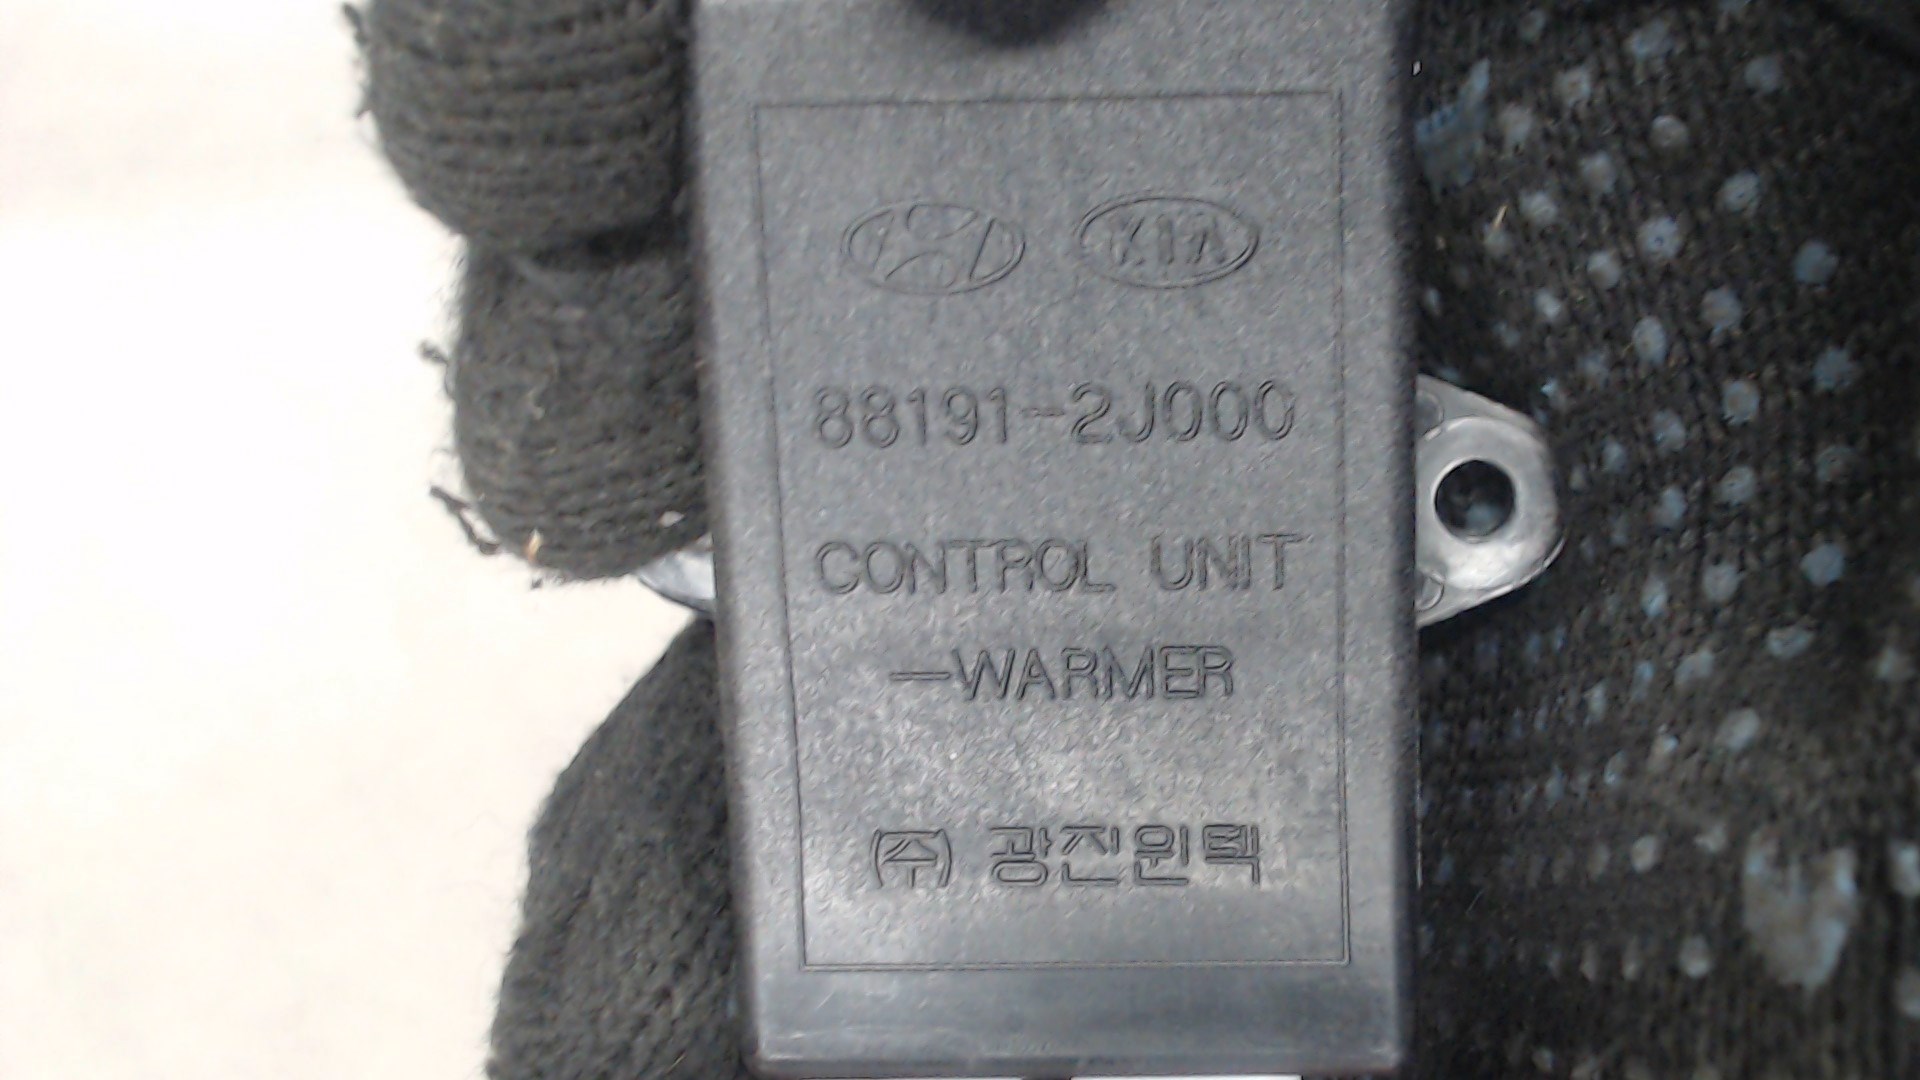 KIA
88191-2J000
CONTROL UNIT
-WARMER
(주) 광진윈텍